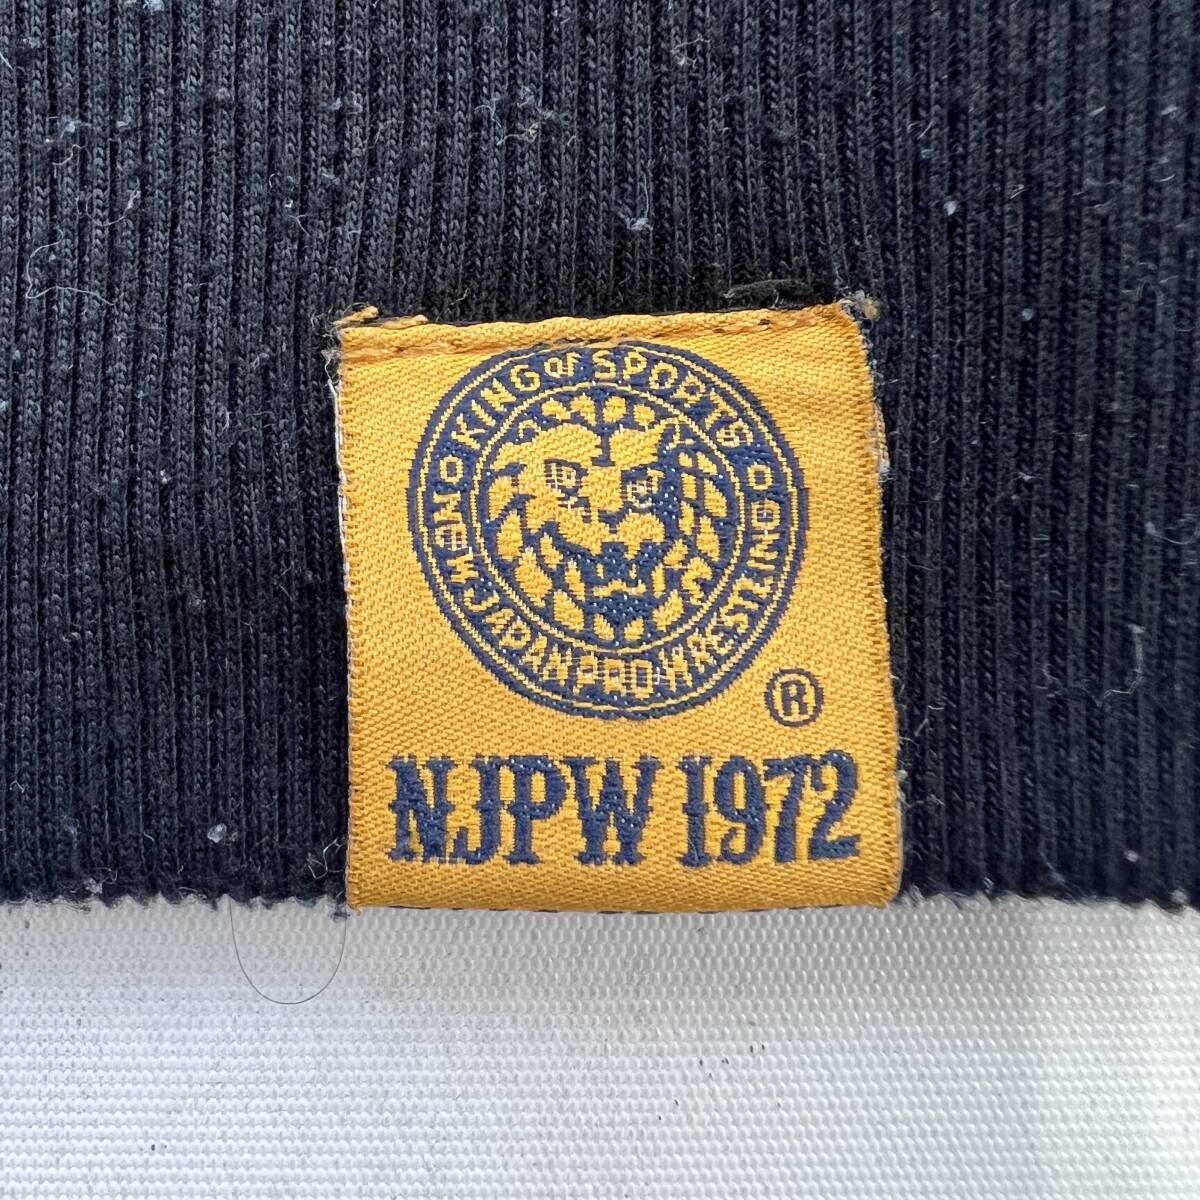 KING OF SPORTS
NEW JAPAN PRO-WRESTLING
®
NJPW 1972